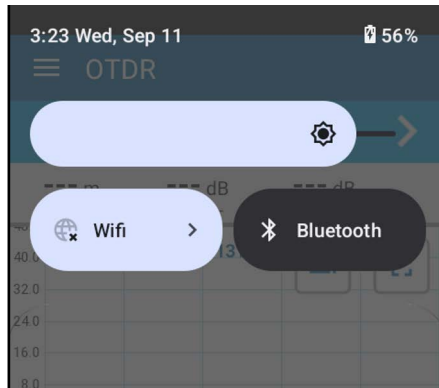 3:23 Wed, Sep 11 56%
OTDR
--- m --- dB --- dB
Wifi Bluetooth
40.0
32.0
24.0
16.0
8.0